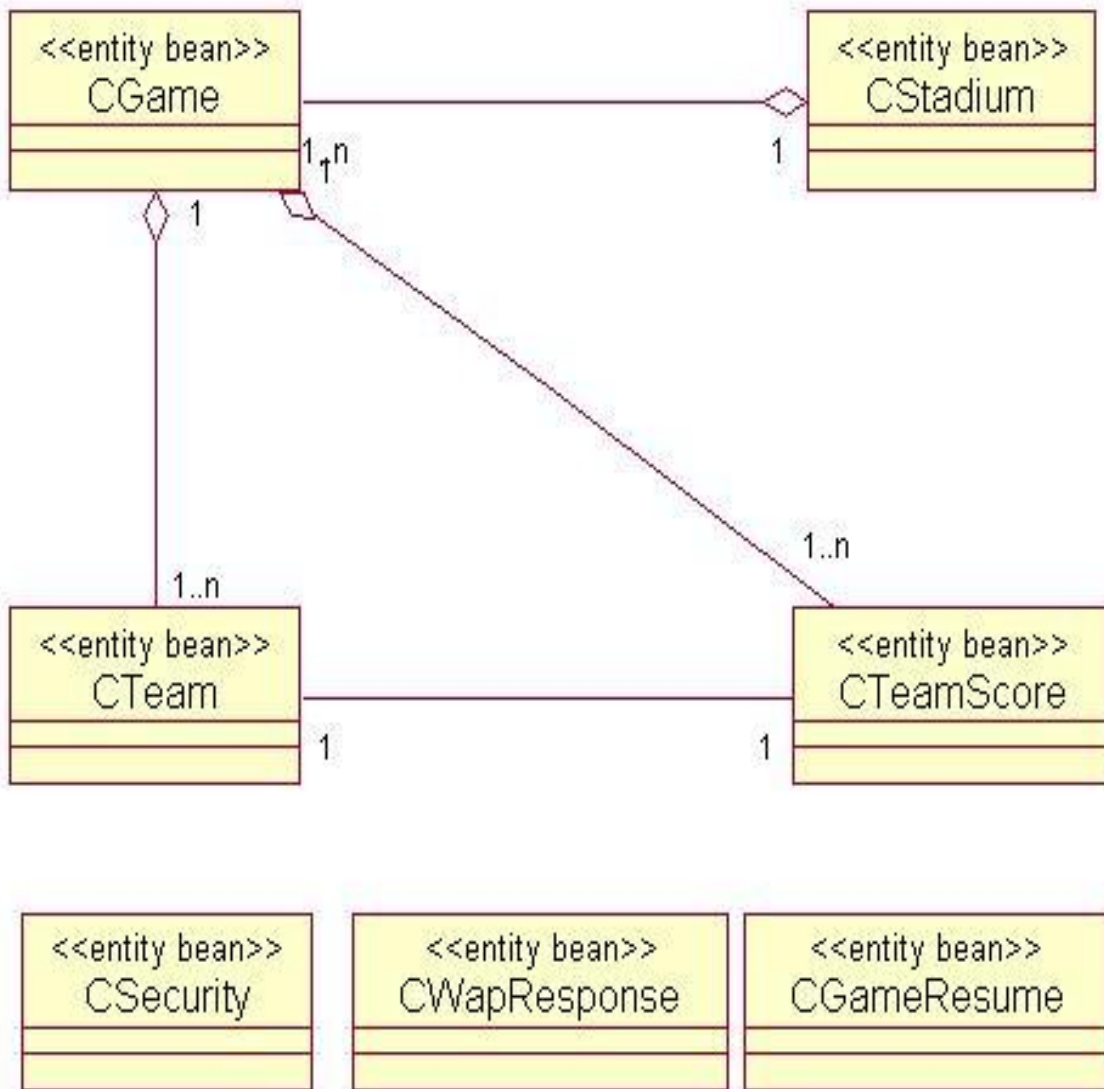 <<entity bean>>
CGame
<<entity bean>>
CStadium
1..n
1
1
1
1..n
1..n
<<entity bean>>
CTeam
<<entity bean>>
CTeamScore
1
1
<<entity bean>>
CSecurity
<<entity bean>>
CWapResponse
<<entity bean>>
CGameResume